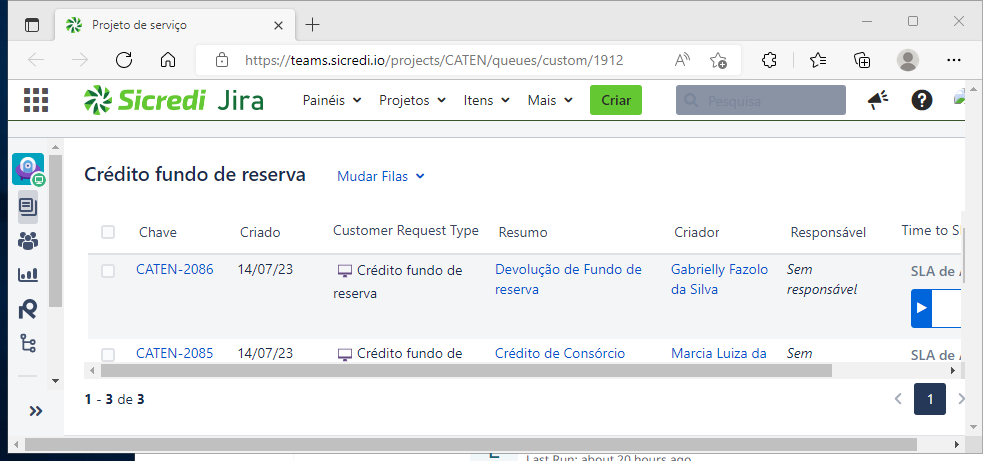 Projeto de serviço
https://teams.sicredi.io/projects/CATEN/queues/custom/1912
Sicredi Jira Painéis Projetos Itens Mais Criar Pesquisa
Crédito fundo de reserva Mudar Filas
Chave Criado Customer Request Type Resumo Criador Responsável Time to
CATEN-2086 14/07/23 Crédito fundo de Devolução de Fundo de Gabrielly Fazolo Sem SLA de
reserva reserva da Silva responsável
CATEN-2085 14/07/23 Crédito fundo de Crédito de Consórcio Marcia Luiza da Sem SLA de
1 - 3 de 3 1
Last Run: about 20 hours ago